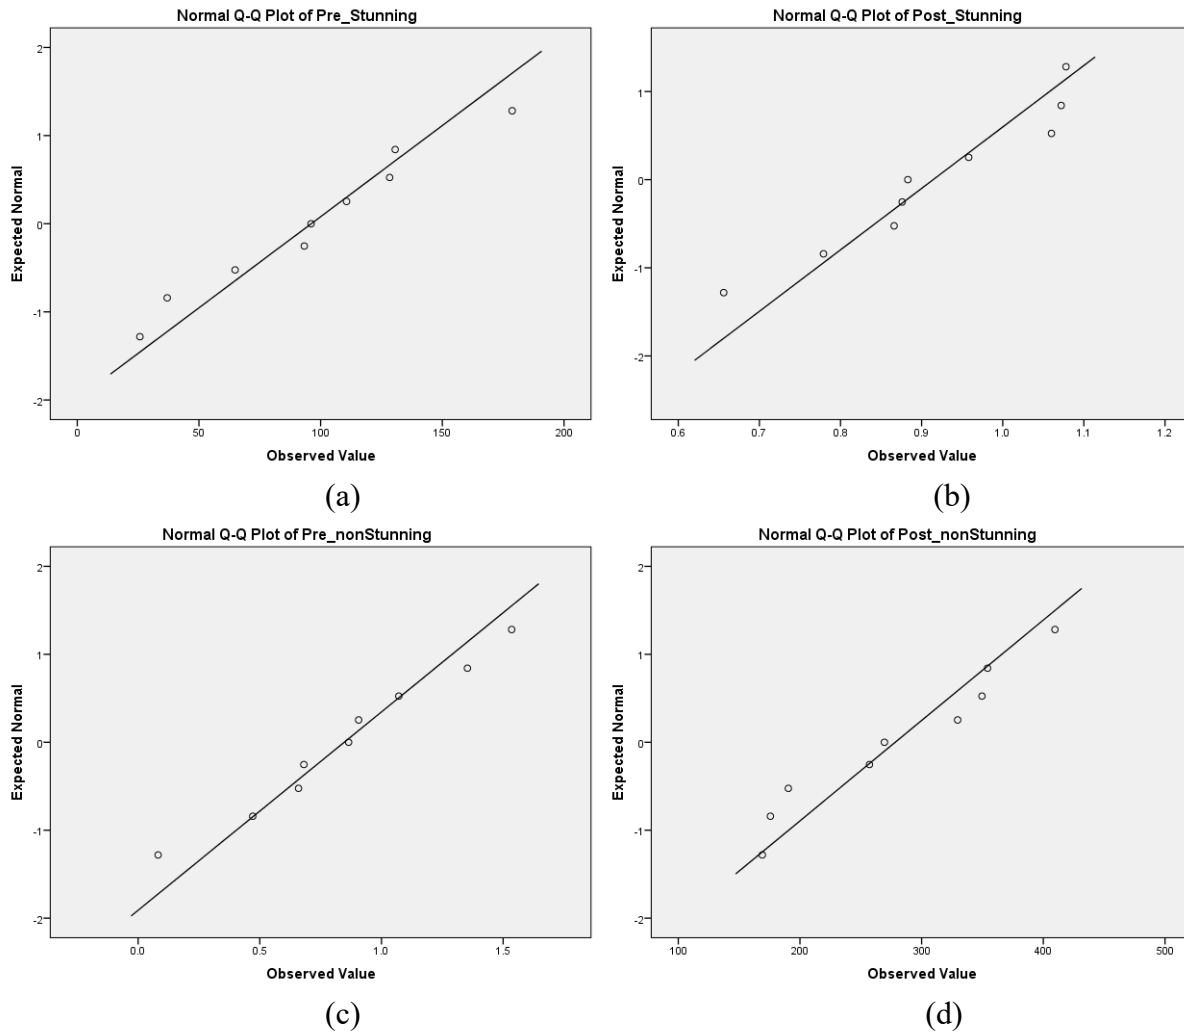 Normal Q-Q Plot of Pre_Stunning
2
1
0
-1
-2
Expected Normal
0 50 100 150 200
Observed Value
(a)
Normal Q-Q Plot of Post_Stunning
1
0
-1
-2
Expected Normal
0.6 0.7 0.8 0.9 1.0 1.1 1.2
Observed Value
(b)
Normal Q-Q Plot of Pre_nonStunning
2
1
0
-1
-2
Expected Normal
0.0 0.5 1.0 1.5
Observed Value
(c)
Normal Q-Q Plot of Post_nonStunning
2
1
0
-1
-2
Expected Normal
100 200 300 400 500
Observed Value
(d)